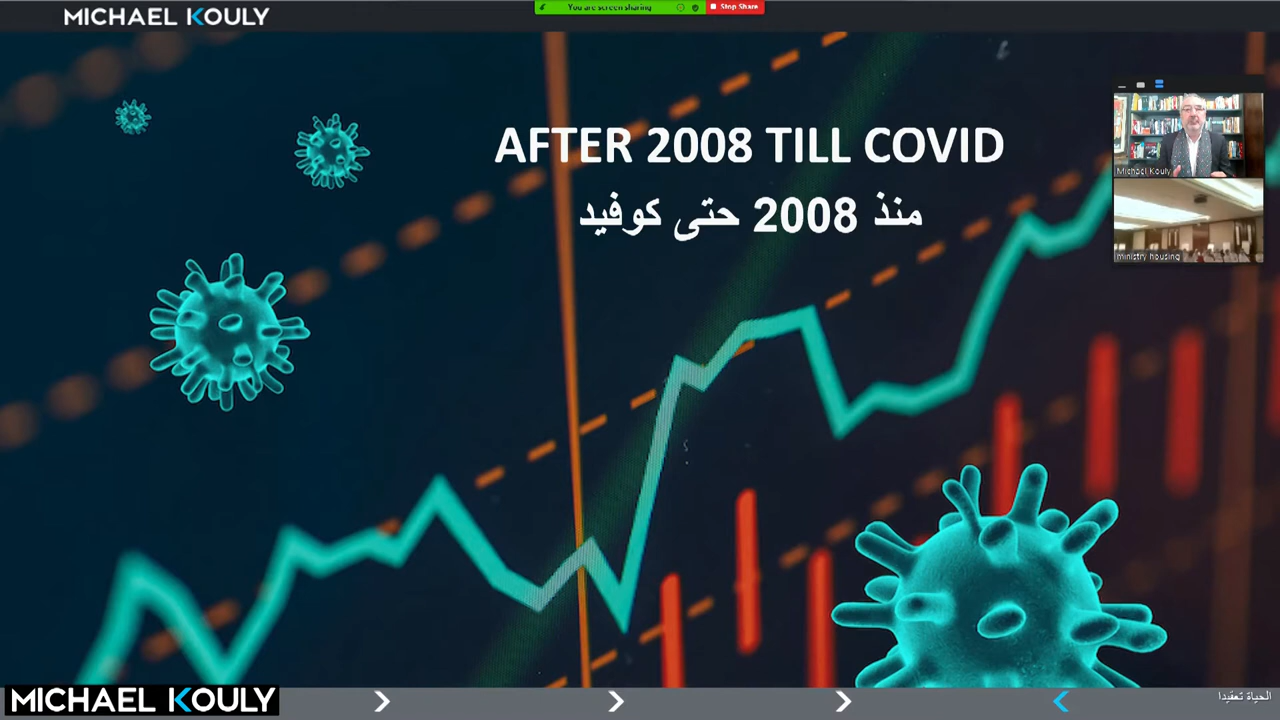 MICHAEL KOULY
You are screen sharing
Stop Share
AFTER 2008 TILL COVID
منذ 2008 حتى كوفيد
Michael Kouly
ministry housing
MICHAEL KOULY
الحياة تعقيدا